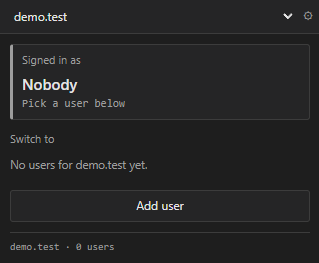 demo.test
Signed in as
Nobody
Pick a user below
Switch to
No users for demo.test yet.
Add user
demo.test · 0 users